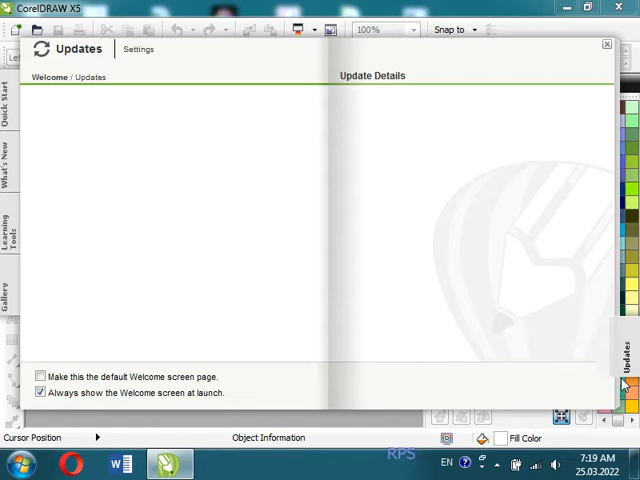 CorelDRAW X5
100%
Snap to
Updates
Settings
Welcome / Updates
Update Details
Quick Start
What's New
Learning
Tools
Gallery
Updates
Make this the default Welcome screen page.
Always show the Welcome screen at launch.
Cursor Position
Object Information
Fill Color
RPS
EN
7:19 AM
25.03.2022